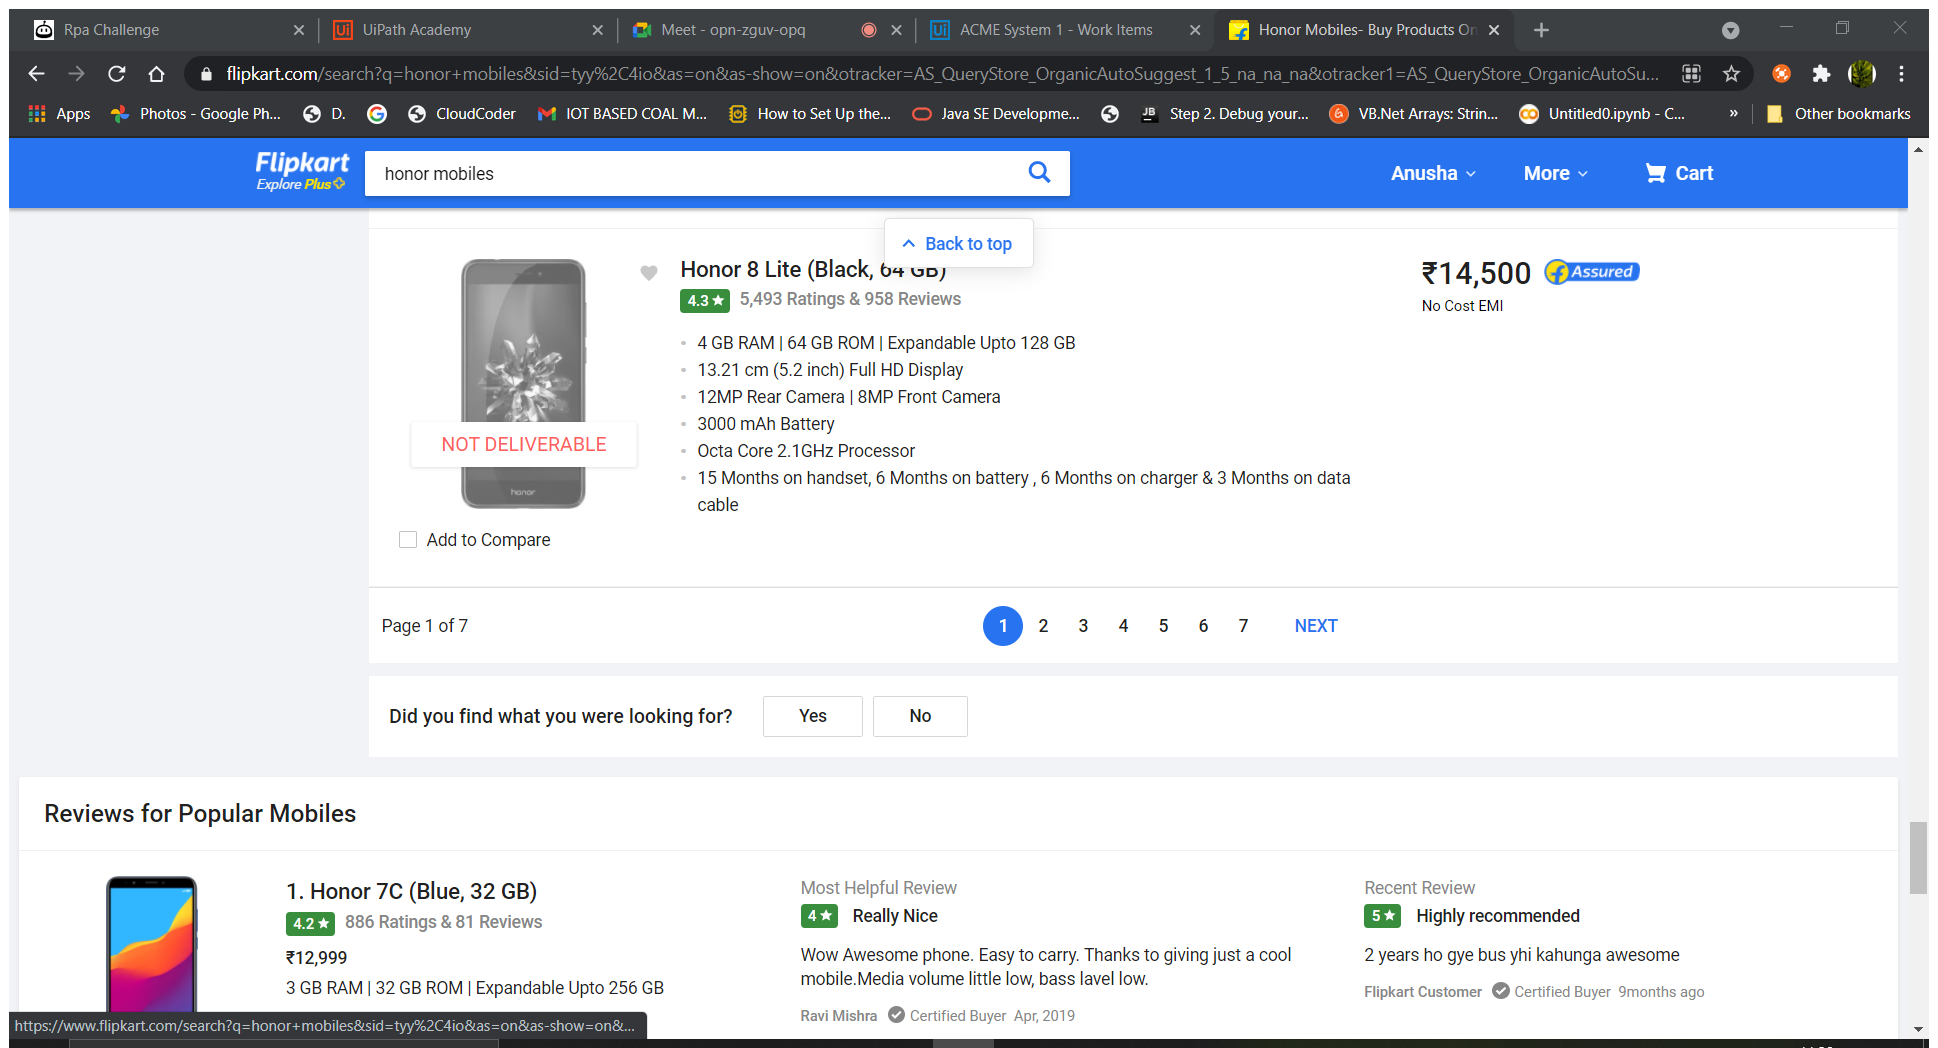 Rpa Challenge
UiPath Academy
Meet - opn-zguv-opq
ACME System 1 - Work Items
Honor Mobiles- Buy Products On
flipkart.com/search?q=honor+mobiles&sid=tyy%2C4io&as=on&as-show=on&otracker=AS_QueryStore_OrganicAutoSuggest_1_5_na_na_na&otracker1=AS_QueryStore_OrganicAutoSu...
Apps
Photos - Google Ph...
D.
CloudCoder
IOT BASED COAL M...
How to Set Up the...
Java SE Developme...
Step 2. Debug your...
VB.Net Arrays: Strin...
Untitled0.ipynb - C...
»
Other bookmarks
Flipkart
Explore Plus
honor mobiles
Anusha
More
Cart
Back to top
Honor 8 Lite (Black, 64 GB)
₹14,500
Assured
4.3★ 5,493 Ratings & 958 Reviews
No Cost EMI
4 GB RAM | 64 GB ROM | Expandable Upto 128 GB
13.21 cm (5.2 inch) Full HD Display
12MP Rear Camera | 8MP Front Camera
3000 mAh Battery
NOT DELIVERABLE
Octa Core 2.1GHz Processor
15 Months on handset, 6 Months on battery , 6 Months on charger & 3 Months on data
cable
honor
Add to Compare
Page 1 of 7
1 2 3 4 5 6 7 NEXT
Did you find what you were looking for?
Yes
No
Reviews for Popular Mobiles
1. Honor 7C (Blue, 32 GB)
4.2★ 886 Ratings & 81 Reviews
₹12,999
3 GB RAM | 32 GB ROM | Expandable Upto 256 GB
Most Helpful Review
4★ Really Nice
Wow Awesome phone. Easy to carry. Thanks to giving just a cool
mobile.Media volume little low, bass lavel low.
Ravi Mishra Certified Buyer Apr, 2019
Recent Review
5★ Highly recommended
2 years ho gye bus yhi kahunga awesome
Flipkart Customer Certified Buyer 9months ago
https://www.flipkart.com/search?q=honor+mobiles&sid=tyy%2C4io&as=on&as-show=on&...